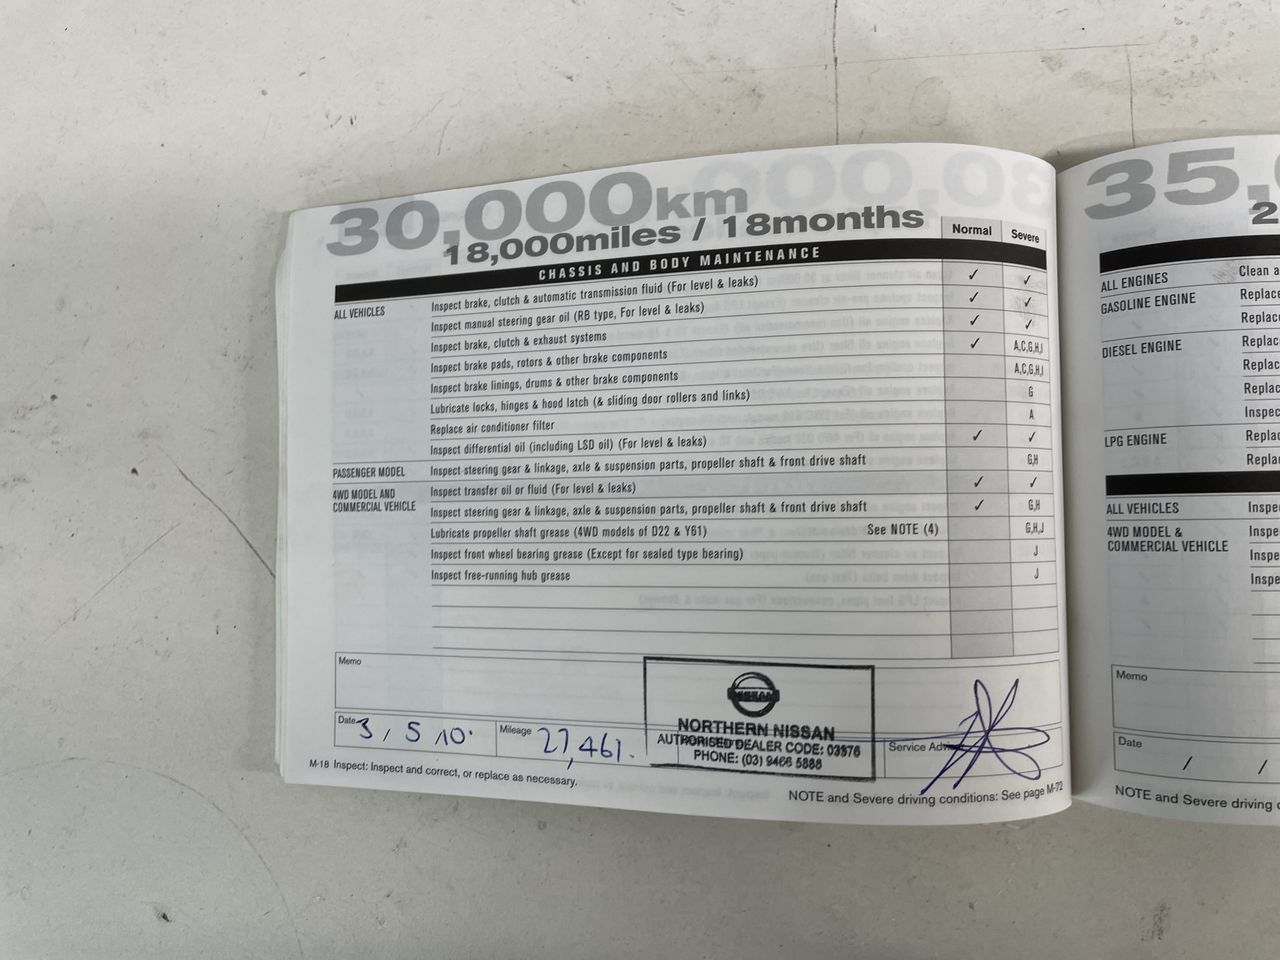 30,000km
18,000miles / 18months
Normal
Severe
CHASSIS AND BODY MAINTENANCE
ALL VEHICLES
Inspect brake, clutch & automatic transmission fluid (For level & leaks) ✓ ✓
Inspect manual steering gear oil (RB type, For level & leaks) ✓ ✓
Inspect brake, clutch & exhaust systems ✓ ✓
Inspect brake pads, rotors & other brake components ✓ A,C,G,H,I
Inspect brake linings, drums & other brake components A,C,G,H,I
Lubricate locks, hinges & hood latch (& sliding door rollers and links) G
Replace air conditioner filter A
Inspect differential oil (including LSD oil) (For level & leaks) ✓ ✓
PASSENGER MODEL Inspect steering gear & linkage, axle & suspension parts, propeller shaft & front drive shaft G,H
4WD MODEL AND
COMMERCIAL VEHICLE
Inspect transfer oil or fluid (For level & leaks) ✓ ✓
Inspect steering gear & linkage, axle & suspension parts, propeller shaft & front drive shaft ✓ G,H
Lubricate propeller shaft grease (4WD models of D22 & Y61) See NOTE (4) G,H,J
Inspect front wheel bearing grease (Except for sealed type bearing) J
Inspect free-running hub grease J
Memo
Date 3 / 5 /10.
Mileage 27,461.
NISSAN
NORTHERN NISSAN
AUTHORISED DEALER CODE: 03876
PHONE: (03) 9466 5888
Service
M-18 Inspect: Inspect and correct, or replace as necessary.
NOTE and Severe driving conditions: See page M-72
35,
2
ALL ENGINES Clean a
GASOLINE ENGINE Replace
Replac
DIESEL ENGINE Replac
Replac
Replac
Inspec
LPG ENGINE Replac
Repla
ALL VEHICLES Inspe
4WD MODEL &
COMMERCIAL VEHICLE
Inspe
Inspe
Inspe
Memo
Date / /
NOTE and Severe driving c